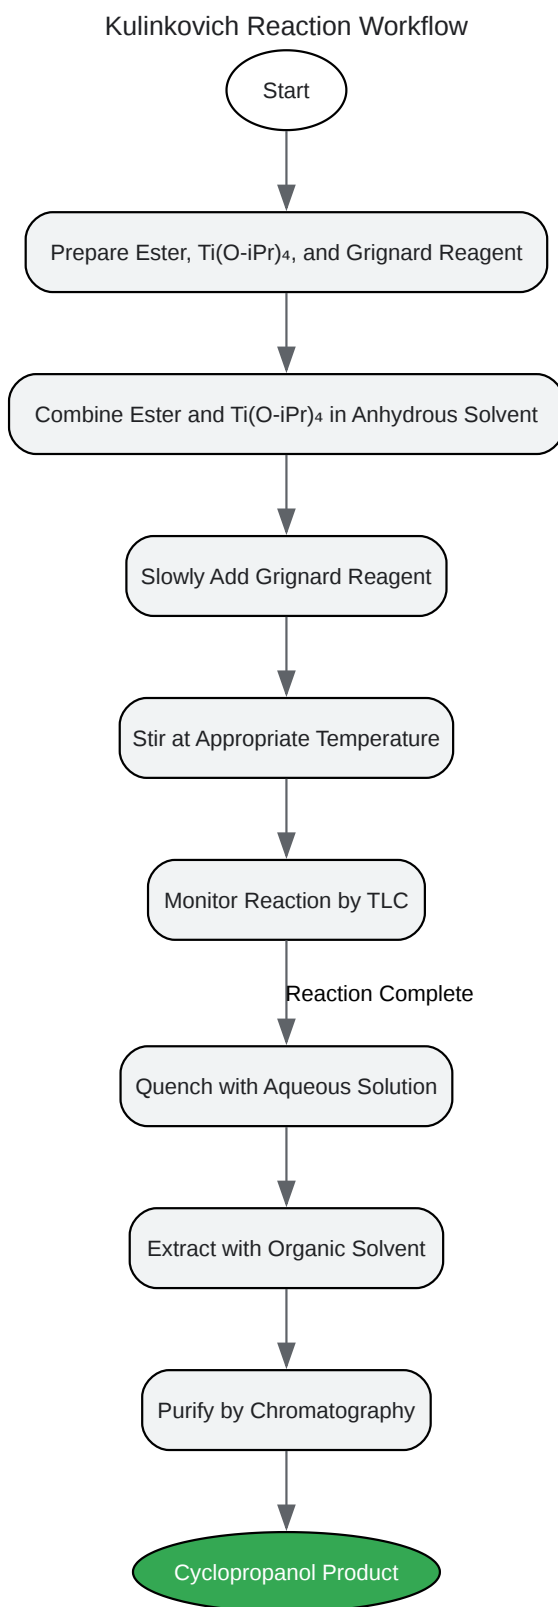 Kulinkovich Reaction Workflow
Start
Prepare Ester, Ti(O-iPr)₄, and Grignard Reagent
Combine Ester and Ti(O-iPr)₄ in Anhydrous Solvent
Slowly Add Grignard Reagent
Stir at Appropriate Temperature
Monitor Reaction by TLC
Reaction Complete
Quench with Aqueous Solution
Extract with Organic Solvent
Purify by Chromatography
Cyclopropanol Product